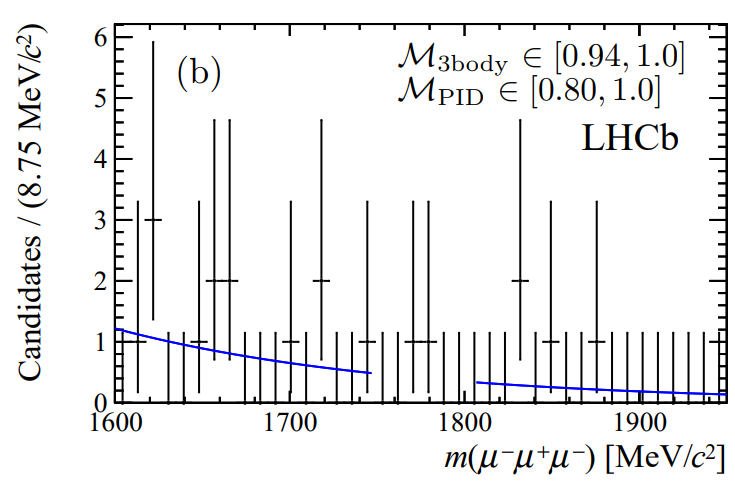 Candidates / (8.75 MeV/c²)
6
5
4
3
2
1
0
(b)
ℳ3body ∈ [0.94, 1.0]
ℳPID ∈ [0.80, 1.0]
LHCb
1600 1700 1800 1900
m(μ⁻μ⁺μ⁻) [MeV/c²]